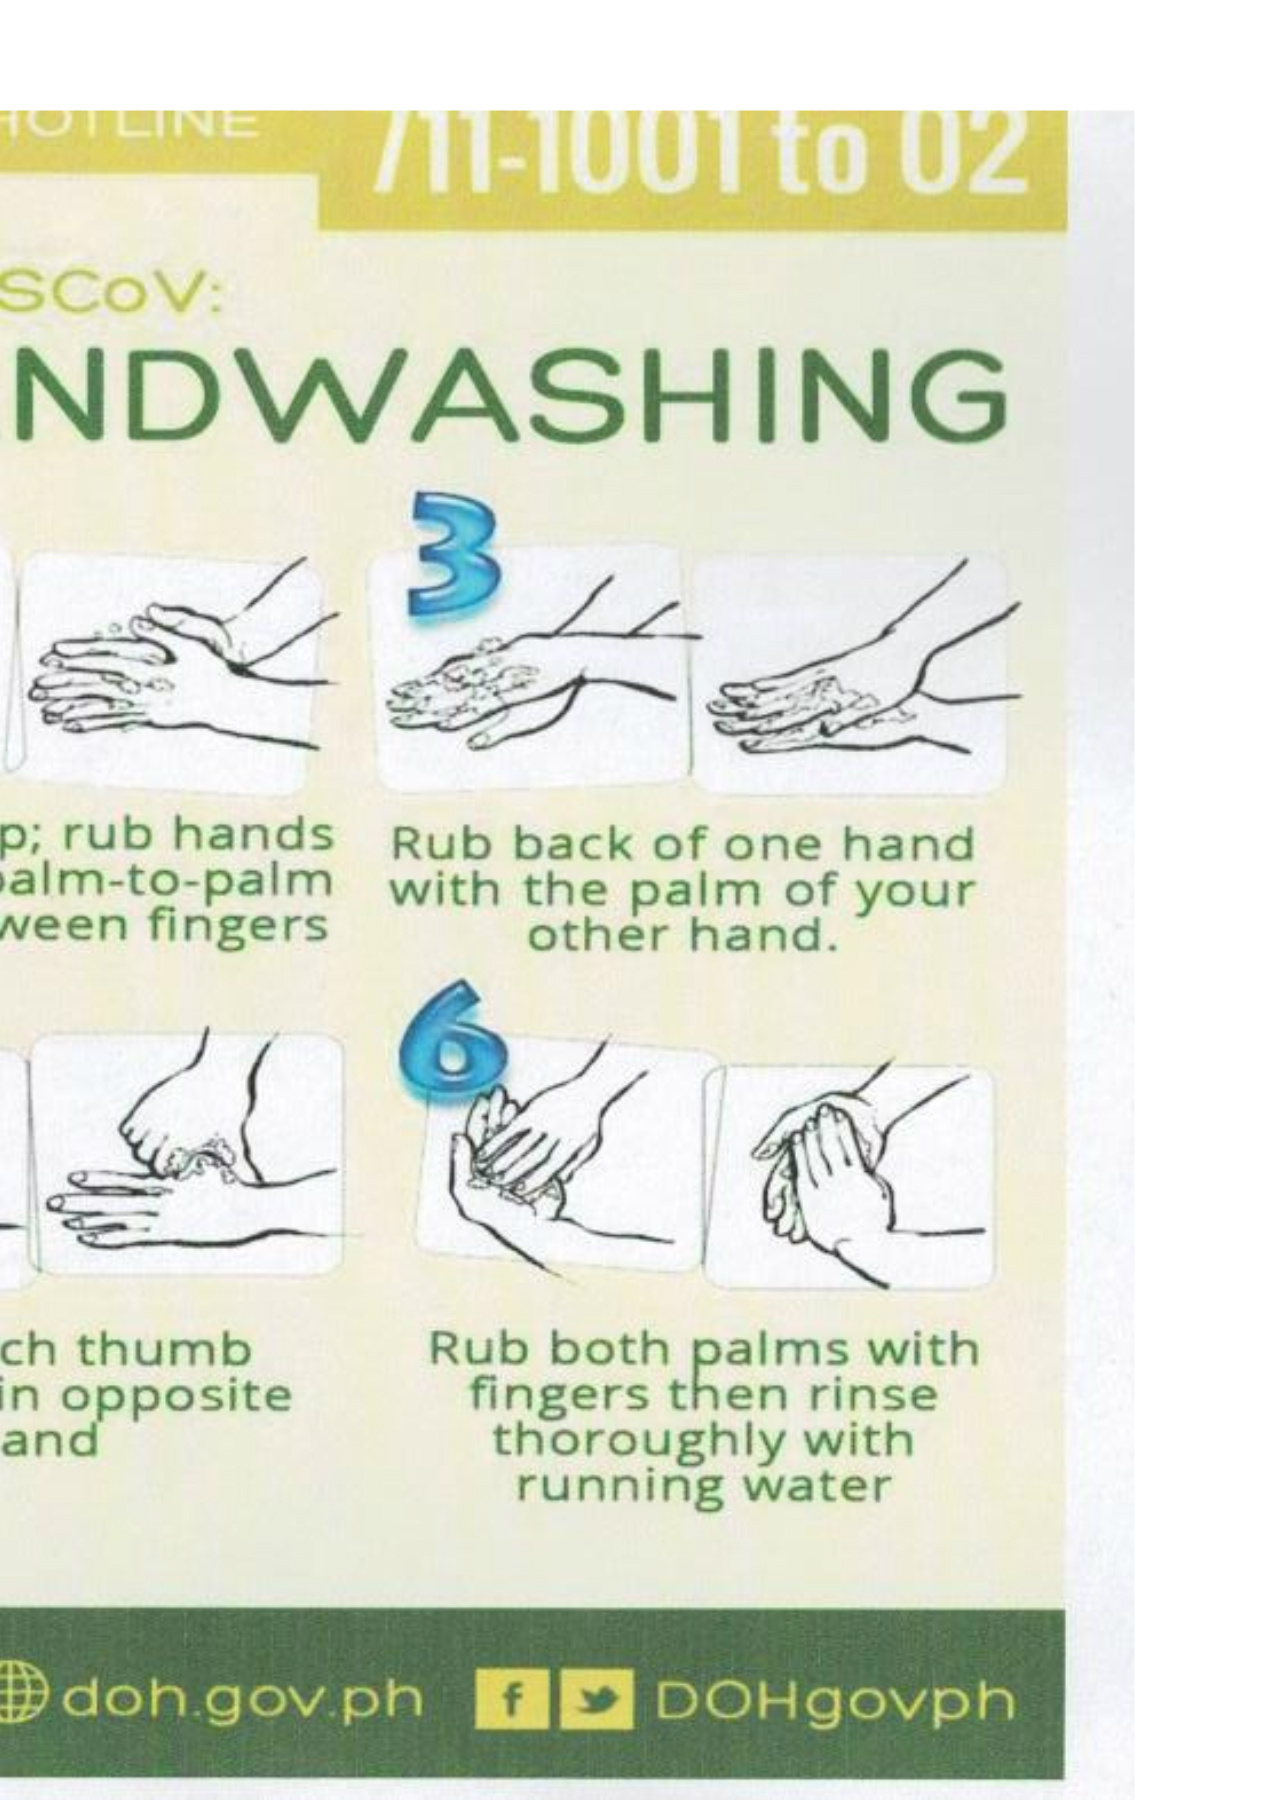 HOTLINE
711-1001 to 02
SCoV:
NDWASHING
3
p; rub hands
palm-to-palm
ween fingers
Rub back of one hand
with the palm of your
other hand.
6
ch thumb
in opposite
and
Rub both palms with
fingers then rinse
thoroughly with
running water
doh.gov.ph
f
DOHgovph